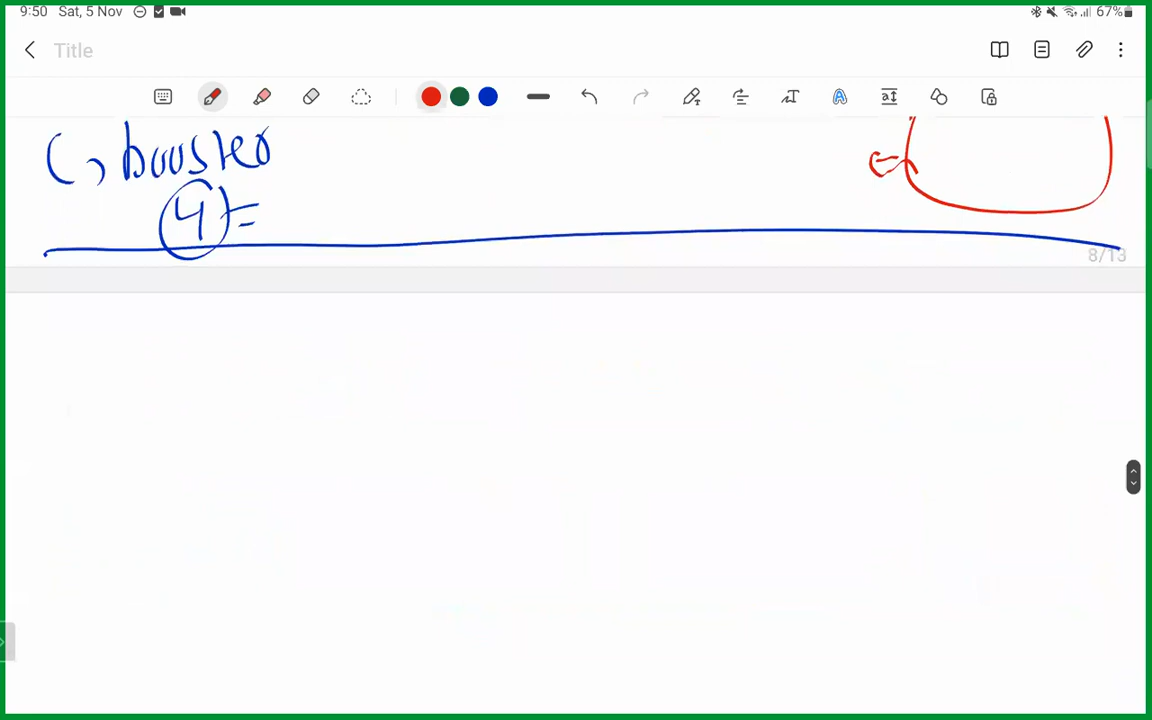 9:50 Sat, 5 Nov 67%
Title
(,) booster
4 =
8/13